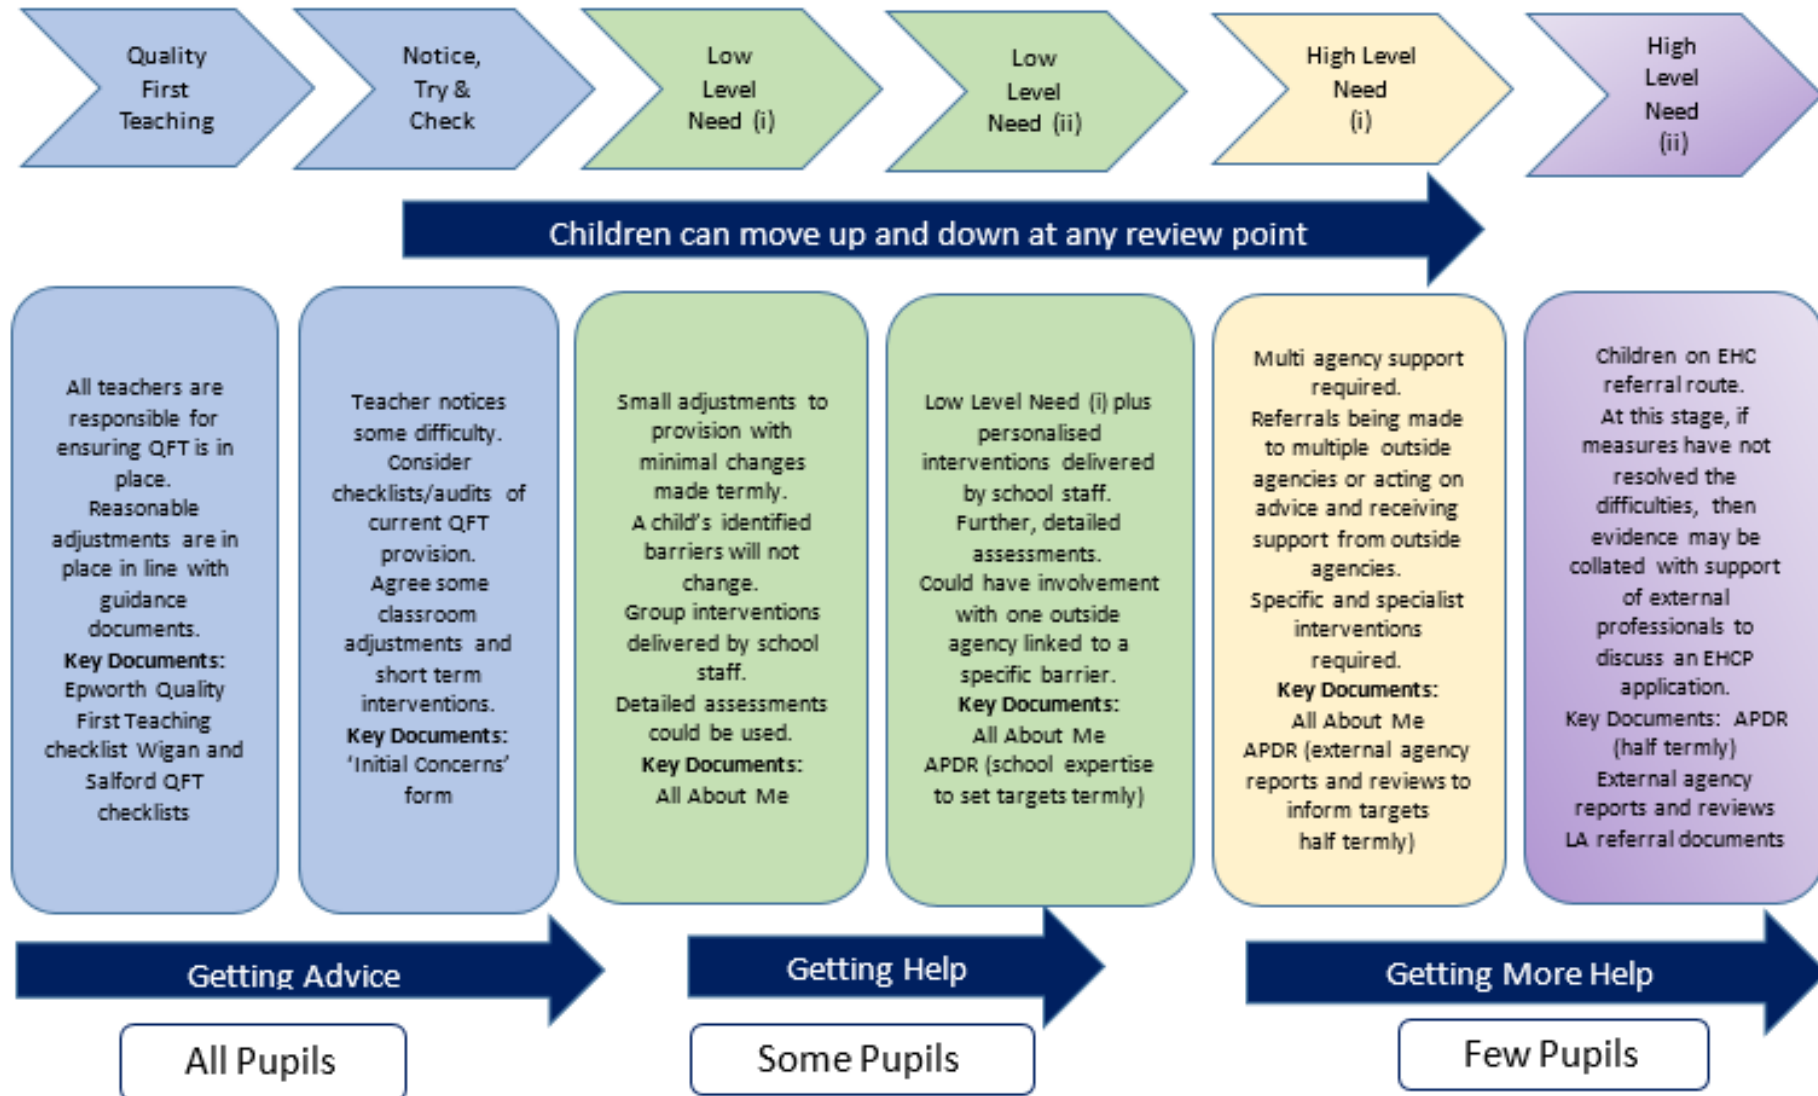 Quality
First
Teaching
Notice,
Try &
Check
Low
Level
Need (i)
Low
Level
Need (ii)
High Level
Need
(i)
High
Level
Need
(ii)
Children can move up and down at any review point
All teachers are
responsible for
ensuring QFT is in
place.
Reasonable
adjustments are in
place in line with
guidance
documents.
Key Documents:
Epworth Quality
First Teaching
checklist Wigan and
Salford QFT
checklists
Teacher notices
some difficulty.
Consider
checklists/audits of
current QFT
provision.
Agree some
classroom
adjustments and
short term
interventions.
Key Documents:
'Initial Concerns'
form
Small adjustments to
provision with
minimal changes
made termly.
A child's identified
barriers will not
change.
Group interventions
delivered by school
staff.
Detailed assessments
could be used.
Key Documents:
All About Me
Low Level Need (i) plus
personalised
interventions delivered
by school staff.
Further, detailed
assessments.
Could have involvement
with one outside
agency linked to a
specific barrier.
Key Documents:
All About Me
APDR (school expertise
to set targets termly)
Multi agency support
required.
Referrals being made
to multiple outside
agencies or acting on
advice and receiving
support from outside
agencies.
Specific and specialist
interventions
required.
Key Documents:
All About Me
APDR (external agency
reports and reviews to
inform targets
half termly)
Children on EHC
referral route.
At this stage, if
measures have not
resolved the
difficulties, then
evidence may be
collated with support
of external
professionals to
discuss an EHCP
application.
Key Documents: APDR
(half termly)
External agency
reports and reviews
LA referral documents
Getting Advice
Getting Help
Getting More Help
All Pupils
Some Pupils
Few Pupils